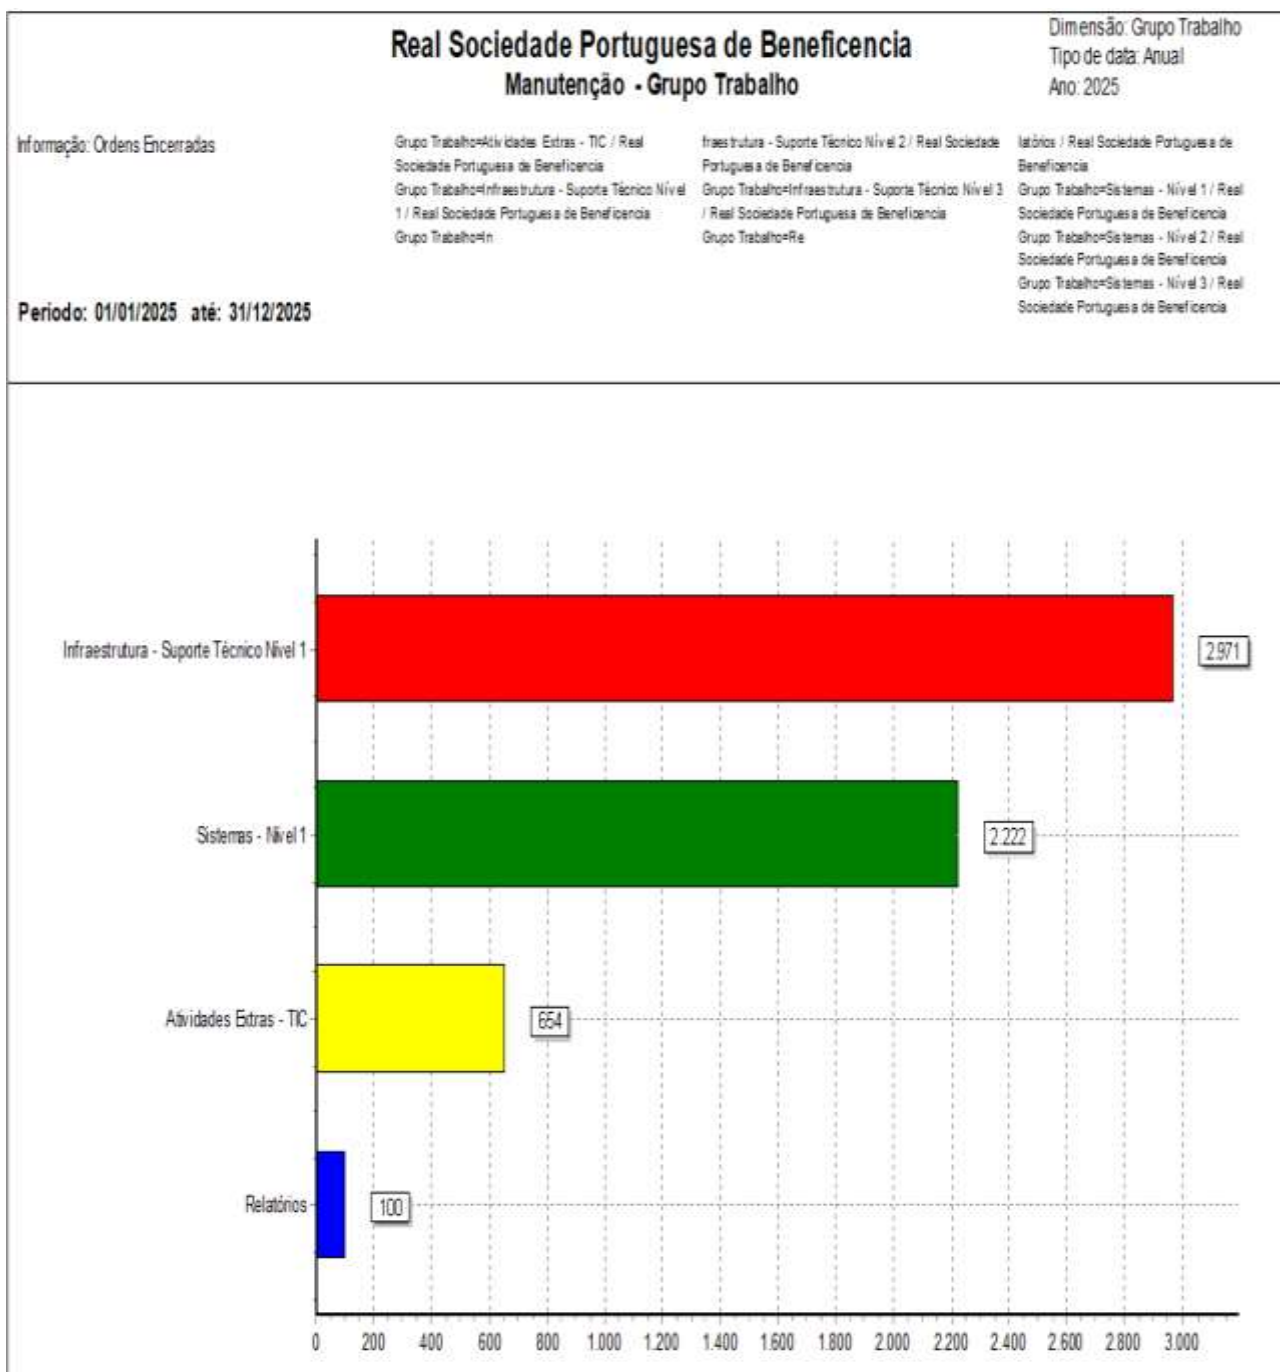 Real Sociedade Portuguesa de Beneficencia
Manutenção - Grupo Trabalho
Dimensão: Grupo Trabalho
Tipo de data: Anual
Ano: 2025
Informação: Ordens Encerradas
Grupo Trabalho=Atividades Extras - TIC / Real
Sociedade Portuguesa de Beneficencia
Grupo Trabalho=Infraestrutura - Suporte Técnico Nível
1 / Real Sociedade Portuguesa de Beneficencia
Grupo Trabalho=In
fraestrutura - Suporte Técnico Nível 2 / Real Sociedade
Portuguesa de Beneficencia
Grupo Trabalho=Infraestrutura - Suporte Técnico Nível 3
/ Real Sociedade Portuguesa de Beneficencia
Grupo Trabalho=Re
latórios / Real Sociedade Portuguesa de
Beneficencia
Grupo Trabalho=Sistemas - Nível 1 / Real
Sociedade Portuguesa de Beneficencia
Grupo Trabalho=Sistemas - Nível 2 / Real
Sociedade Portuguesa de Beneficencia
Grupo Trabalho=Sistemas - Nível 3 / Real
Sociedade Portuguesa de Beneficencia
Periodo: 01/01/2025 até: 31/12/2025
Infraestrutura - Suporte Técnico Nível 1
2.971
Sistemas - Nível 1
2.222
Atividades Extras - TIC
654
Relatórios
100
0 200 400 600 800 1.000 1.200 1.400 1.600 1.800 2.000 2.200 2.400 2.600 2.800 3.000